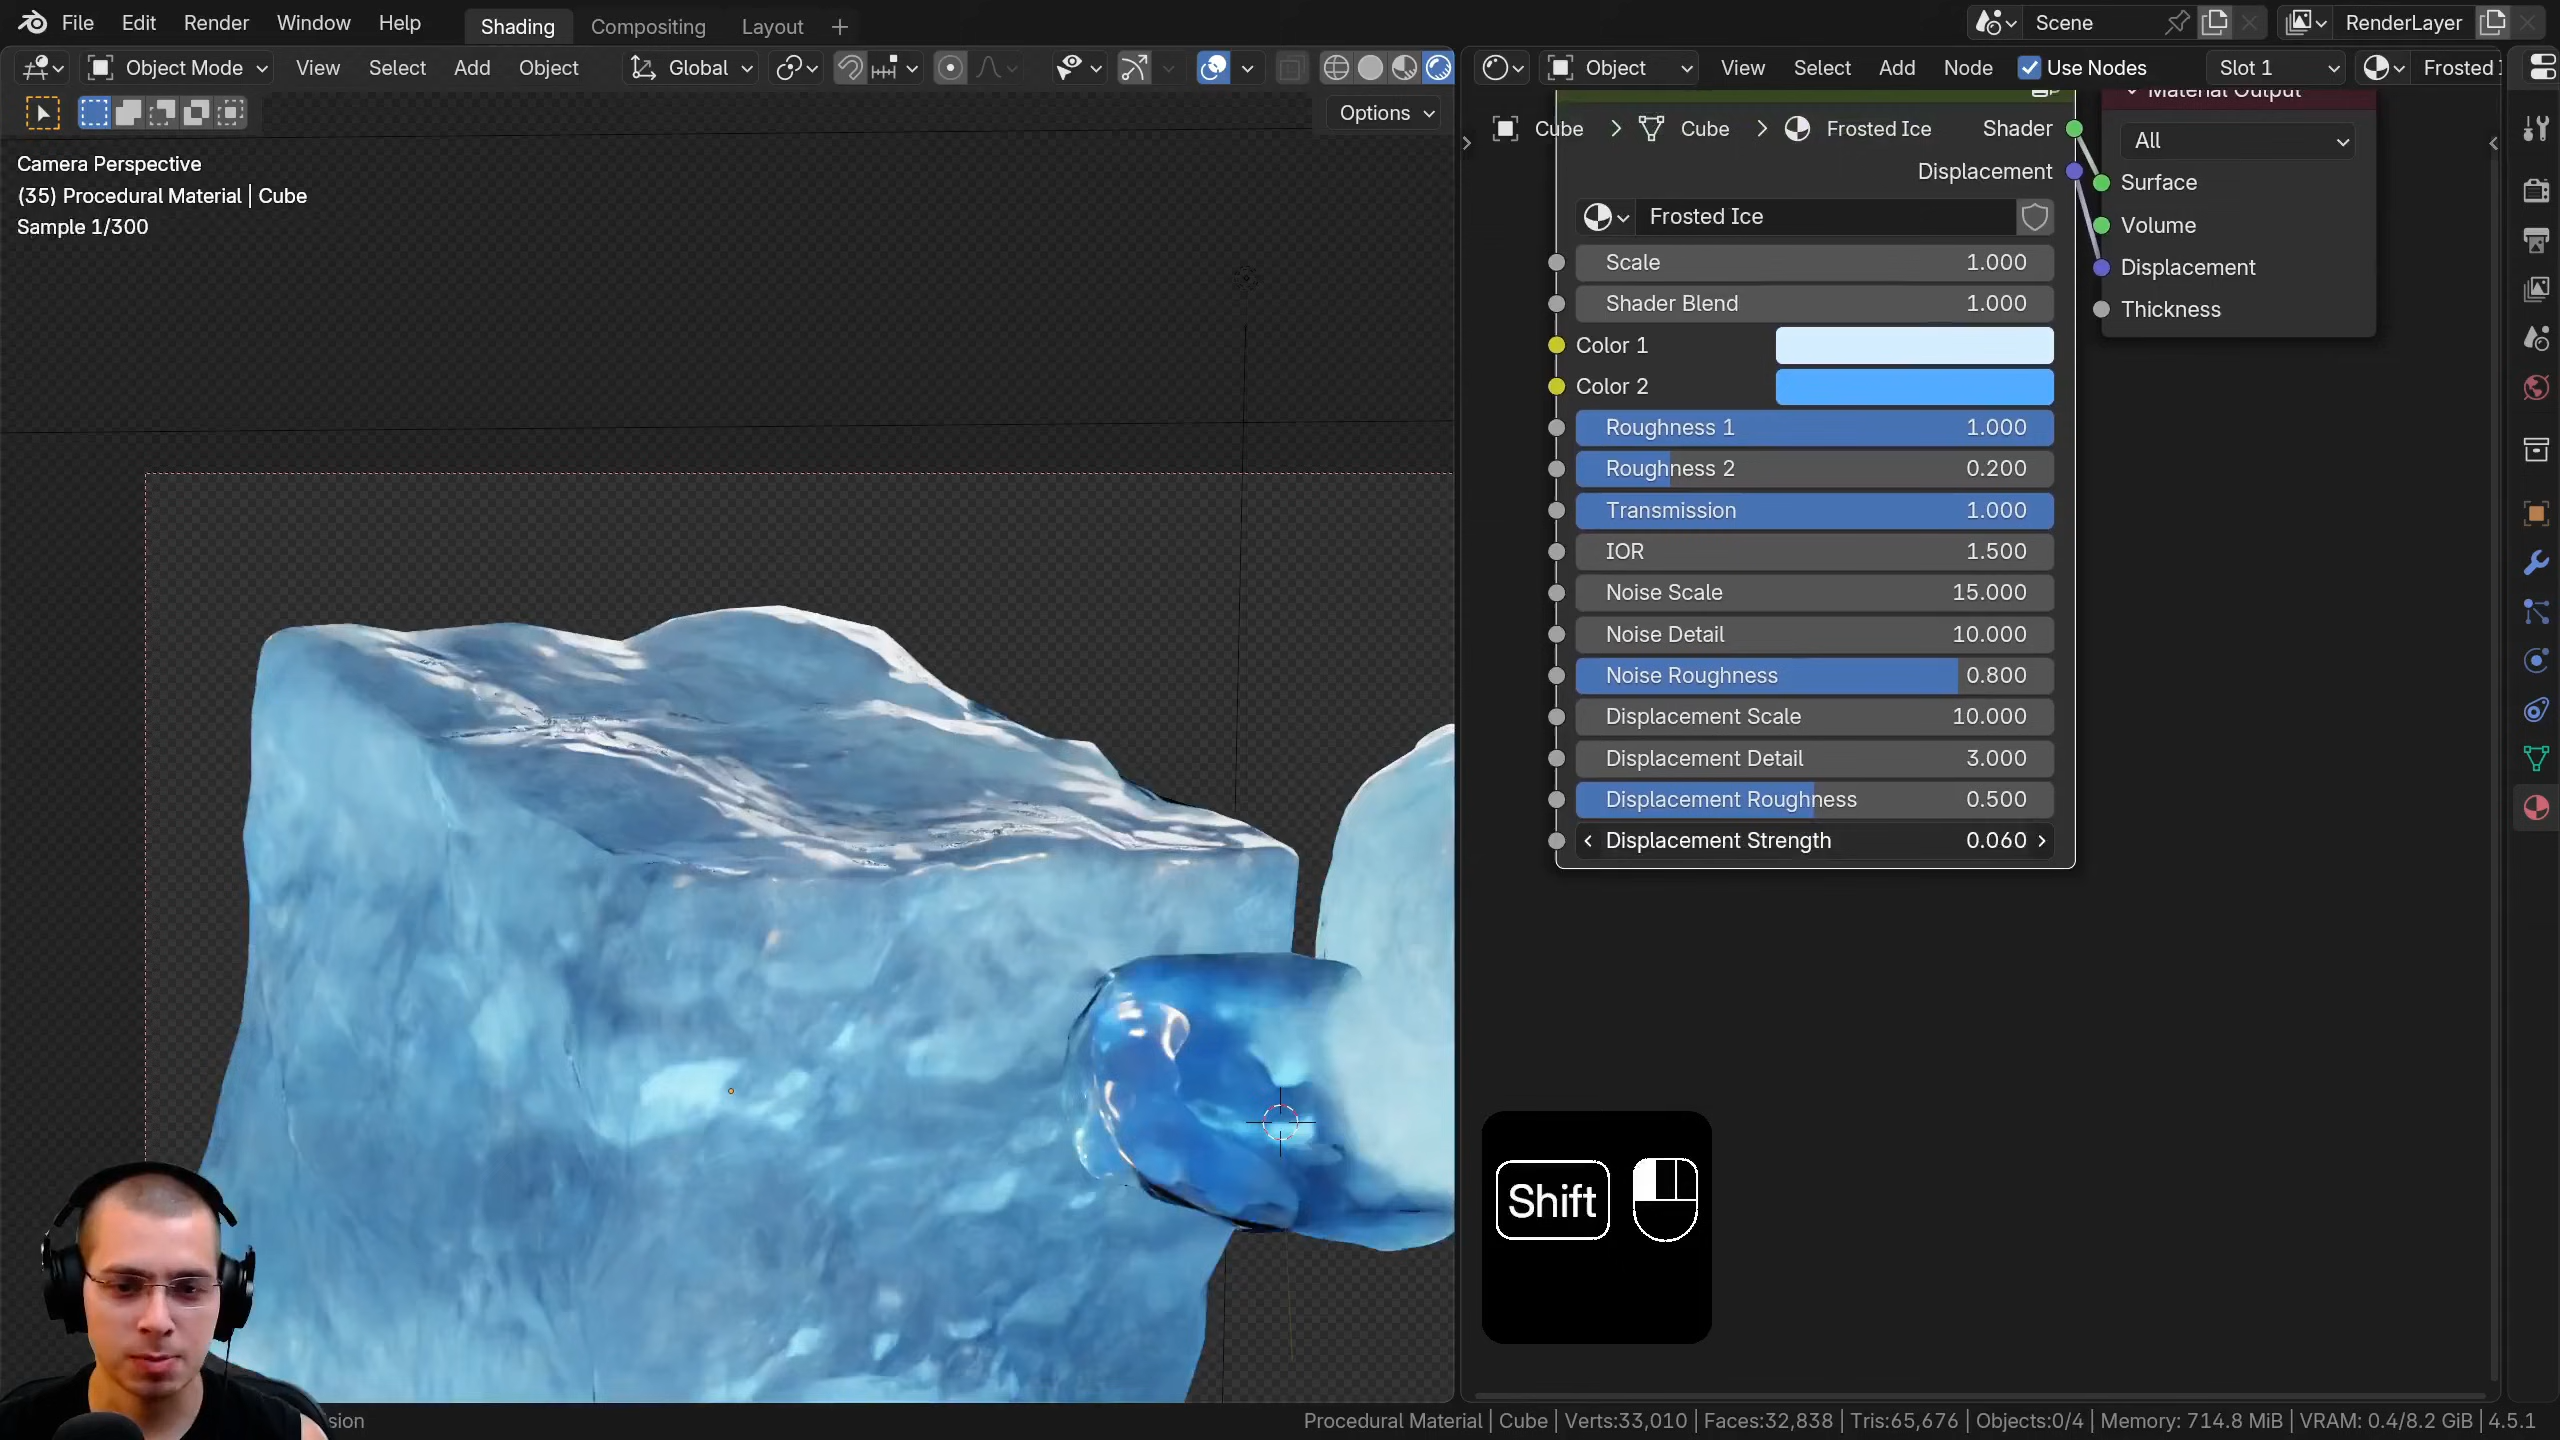 File Edit Render Window Help Shading Compositing Layout + Scene RenderLayer
Object Mode View Select Add Object Global Object View Select Add Node Use Nodes Slot 1 Frosted
Options
Camera Perspective
(35) Procedural Material | Cube
Sample 1/300
Material Output
Cube > Cube > Frosted Ice Shader
All
Displacement
Surface
Frosted Ice
Volume
Displacement
Thickness
Scale 1.000
Shader Blend 1.000
Color 1
Color 2
Roughness 1 1.000
Roughness 2 0.200
Transmission 1.000
IOR 1.500
Noise Scale 15.000
Noise Detail 10.000
Noise Roughness 0.800
Displacement Scale 10.000
Displacement Detail 3.000
Displacement Roughness 0.500
Displacement Strength 0.060
Shift
sion Procedural Material | Cube | Verts:33,010 | Faces:32,838 | Tris:65,676 | Objects:0/4 | Memory: 714.8 MiB | VRAM: 0.4/8.2 GiB | 4.5.1